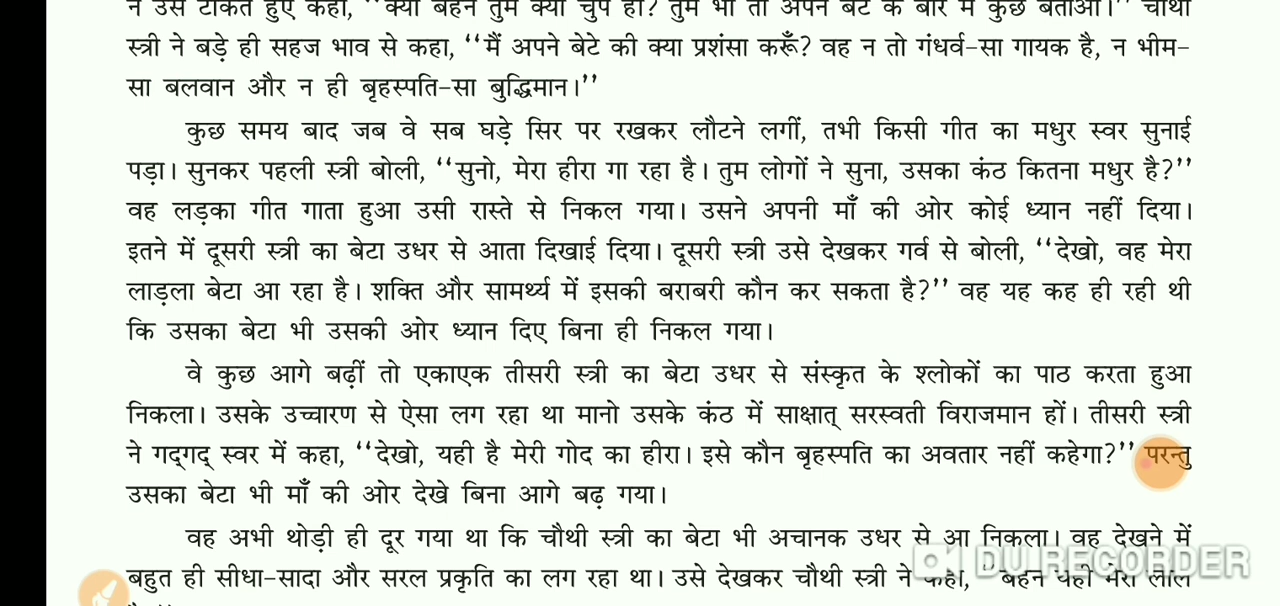 ने उसे टोकते हुए कहा, ‘‘क्यों बहन तुम क्यों चुप हो? तुम भी तो अपने बेटे के बारे में कुछ बताओ।’’ चौथी
स्त्री ने बड़े ही सहज भाव से कहा, ‘‘मैं अपने बेटे की क्या प्रशंसा करूँ? वह न तो गंधर्व-सा गायक है, न भीम-
सा बलवान और न ही बृहस्पति-सा बुद्धिमान।’’
कुछ समय बाद जब वे सब घड़े सिर पर रखकर लौटने लगीं, तभी किसी गीत का मधुर स्वर सुनाई
पड़ा। सुनकर पहली स्त्री बोली, ‘‘सुनो, मेरा हीरा गा रहा है। तुम लोगों ने सुना, उसका कंठ कितना मधुर है?’’
वह लड़का गीत गाता हुआ उसी रास्ते से निकल गया। उसने अपनी माँ की ओर कोई ध्यान नहीं दिया।
इतने में दूसरी स्त्री का बेटा उधर से आता दिखाई दिया। दूसरी स्त्री उसे देखकर गर्व से बोली, ‘‘देखो, वह मेरा
लाड़ला बेटा आ रहा है। शक्ति और सामर्थ्य में इसकी बराबरी कौन कर सकता है?’’ वह यह कह ही रही थी
कि उसका बेटा भी उसकी ओर ध्यान दिए बिना ही निकल गया।
वे कुछ आगे बढ़ीं तो एकाएक तीसरी स्त्री का बेटा उधर से संस्कृत के श्लोकों का पाठ करता हुआ
निकला। उसके उच्चारण से ऐसा लग रहा था मानो उसके कंठ में साक्षात् सरस्वती विराजमान हों। तीसरी स्त्री
ने गद्‌गद् स्वर में कहा, ‘‘देखो, यही है मेरी गोद का हीरा। इसे कौन बृहस्पति का अवतार नहीं कहेगा?’’ परन्तु
उसका बेटा भी माँ की ओर देखे बिना आगे बढ़ गया।
वह अभी थोड़ी ही दूर गया था कि चौथी स्त्री का बेटा भी अचानक उधर से आ निकला। वह देखने में
बहुत ही सीधा-सादा और सरल प्रकृति का लग रहा था। उसे देखकर चौथी स्त्री ने कहा, ‘‘बहन यही मेरा लाल
DU RECORDER